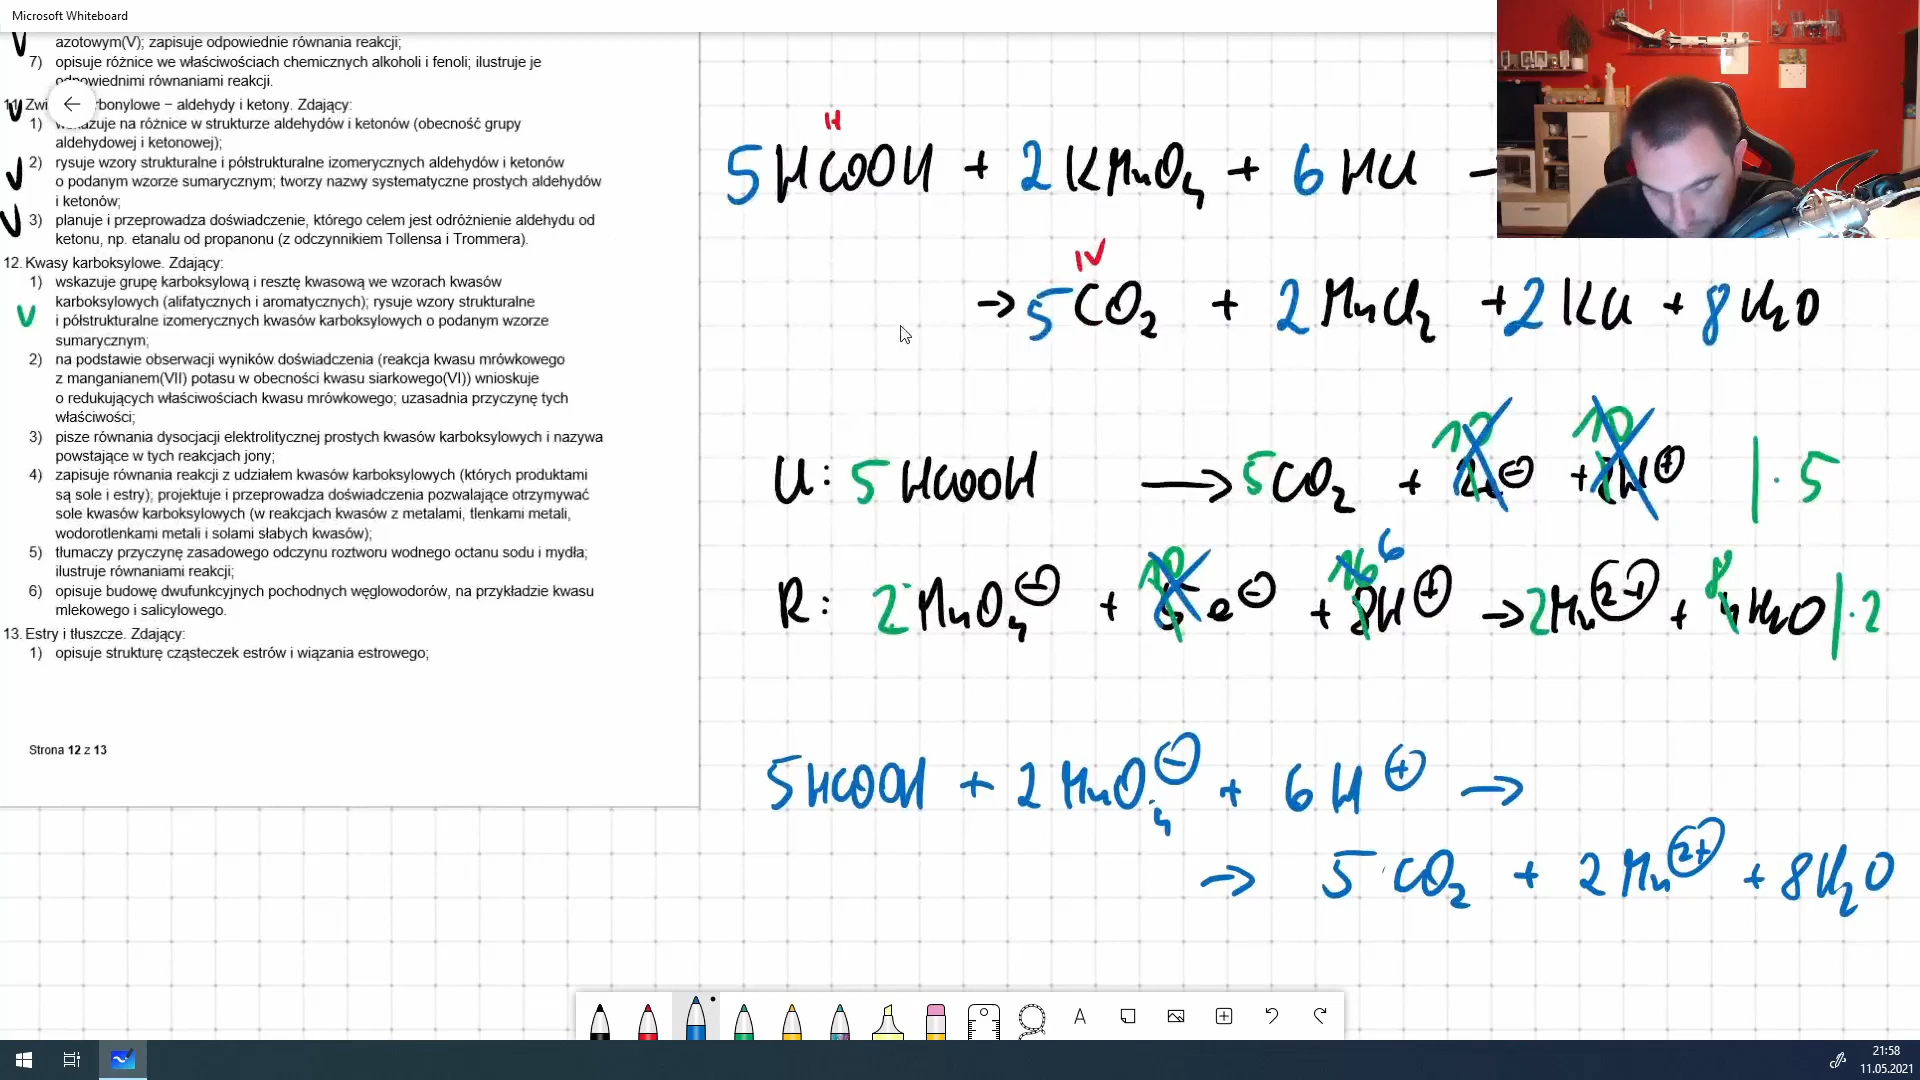 Microsoft Whiteboard
azotowym(V); zapisuje odpowiednie równania reakcji;
7) opisuje różnice we właściwościach chemicznych alkoholi i fenoli; ilustruje je
odpowiednimi równaniami reakcji.
11. Związki karbonylowe − aldehydy i ketony. Zdający:
1) wskazuje na różnice w strukturze aldehydów i ketonów (obecność grupy
aldehydowej i ketonowej);
2) rysuje wzory strukturalne i półstrukturalne izomerycznych aldehydów i ketonów
o podanym wzorze sumarycznym; tworzy nazwy systematyczne prostych aldehydów
i ketonów;
3) planuje i przeprowadza doświadczenie, którego celem jest odróżnienie aldehydu od
ketonu, np. etanalu od propanonu (z odczynnikiem Tollensa i Trommera).
12. Kwasy karboksylowe. Zdający:
1) wskazuje grupę karboksylową i resztę kwasową we wzorach kwasów
karboksylowych (alifatycznych i aromatycznych); rysuje wzory strukturalne
i półstrukturalne izomerycznych kwasów karboksylowych o podanym wzorze
sumarycznym;
2) na podstawie obserwacji wyników doświadczenia (reakcja kwasu mrówkowego
z manganianem(VII) potasu w obecności kwasu siarkowego(VI)) wnioskuje
o redukujących właściwościach kwasu mrówkowego; uzasadnia przyczynę tych
właściwości;
3) pisze równania dysocjacji elektrolitycznej prostych kwasów karboksylowych i nazywa
powstające w tych reakcjach jony;
4) zapisuje równania reakcji z udziałem kwasów karboksylowych (których produktami
są sole i estry); projektuje i przeprowadza doświadczenia pozwalające otrzymywać
sole kwasów karboksylowych (w reakcjach kwasów z metalami, tlenkami metali,
wodorotlenkami metali i solami słabych kwasów);
5) tłumaczy przyczynę zasadowego odczynu roztworu wodnego octanu sodu i mydła;
ilustruje równaniami reakcji;
6) opisuje budowę dwufunkcyjnych pochodnych węglowodorów, na przykładzie kwasu
mlekowego i salicylowego.
13. Estry i tłuszcze. Zdający:
1) opisuje strukturę cząsteczek estrów i wiązania estrowego;
Strona 12 z 13
II
5 HCOOH + 2 KMnO4 + 6 HCl −
IV
→ 5 CO2 + 2 MnCl2 + 2 KCl + 8 H2O
U: 5 HCOOH → 5 CO2 + 10 2e⊖ + 10 2H⊕ | · 5
R: 2 MnO4⊖ + 10 5e⊖ + 16 6 8H⊕ → 2 Mn2+ + 8 4H2O | · 2
5 HCOOH + 2 MnO4⊖ + 6 H⊕ →
→ 5 CO2 + 2 Mn2+ + 8 H2O
A
21:58
11.05.2021